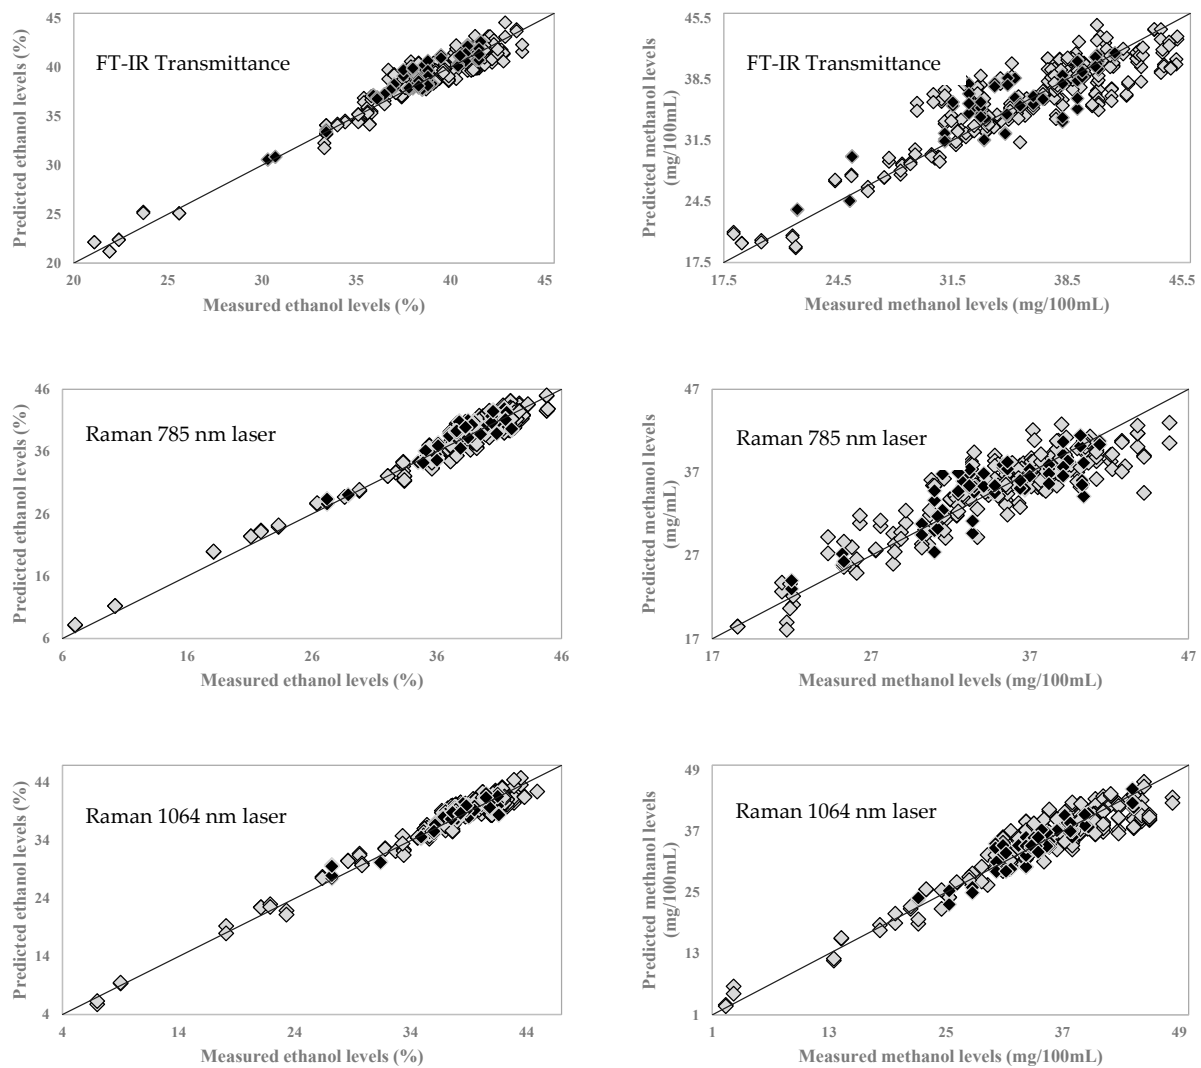 FT-IR Transmittance
Predicted ethanol levels (%)
45
40
35
30
25
20
20
25
30
35
40
45
Measured ethanol levels (%)
FT-IR Transmittance
Predicted methanol levels
(mg/100mL)
45.5
38.5
31.5
24.5
17.5
17.5
24.5
31.5
38.5
45.5
Measured methanol levels (mg/100mL)
Raman 785 nm laser
Predicted ethanol levels (%)
46
36
26
16
6
6
16
26
36
46
Measured ethanol levels (%)
Raman 785 nm laser
Predicted methanol levels
(mg/mL)
47
37
27
17
17
27
37
47
Measured methanol levels (mg/100mL)
Raman 1064 nm laser
Predicted ethanol levels (%)
44
34
24
14
4
4
14
24
34
44
Measured ethanol levels (%)
Raman 1064 nm laser
Predicted methanol levels
(mg/100mL)
49
37
25
13
1
1
13
25
37
49
Measured methanol levels (mg/100mL)